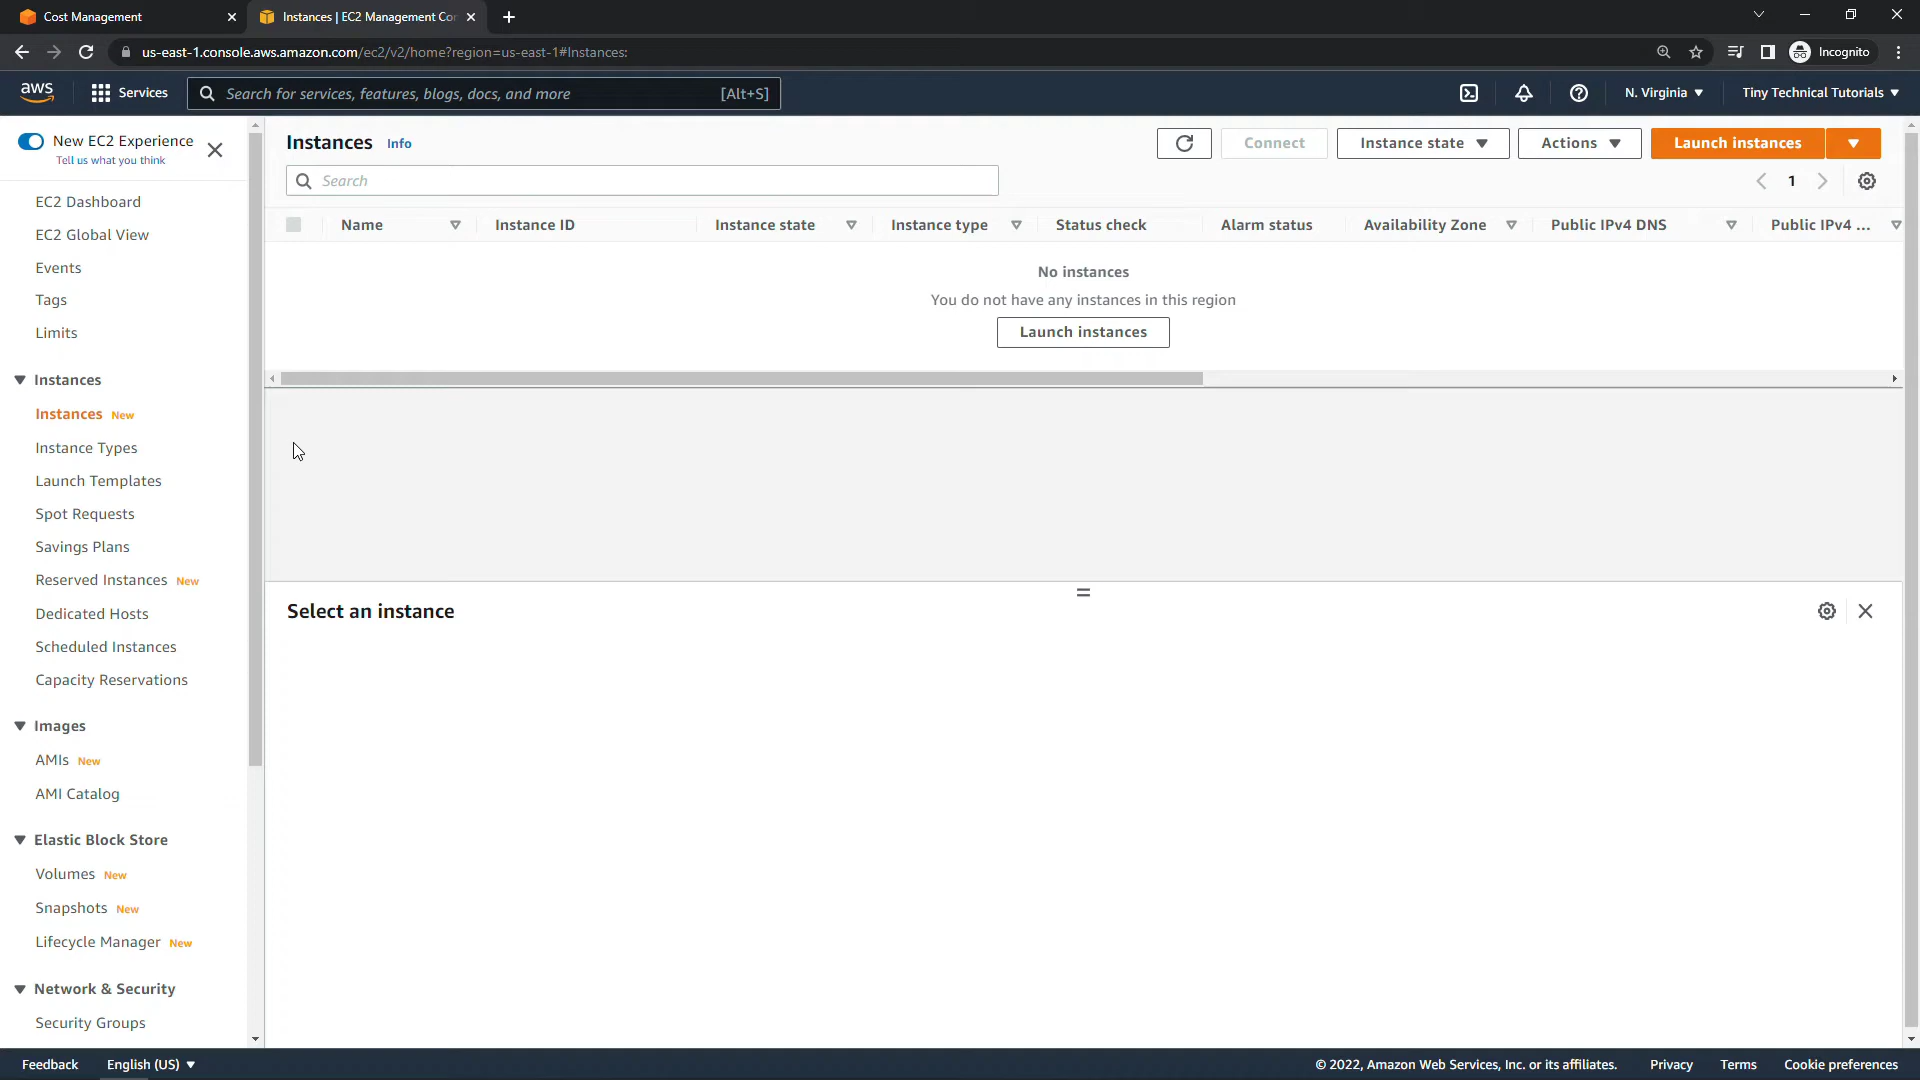 Cost Management
Instances | EC2 Management Cor
us-east-1.console.aws.amazon.com/ec2/v2/home?region=us-east-1#Instances:
Incognito
aws
Services
Search for services, features, blogs, docs, and more
[Alt+S]
N. Virginia
Tiny Technical Tutorials
New EC2 Experience
Tell us what you think
EC2 Dashboard
EC2 Global View
Events
Tags
Limits
Instances
Instances New
Instance Types
Launch Templates
Spot Requests
Savings Plans
Reserved Instances New
Dedicated Hosts
Scheduled Instances
Capacity Reservations
Images
AMIs New
AMI Catalog
Elastic Block Store
Volumes New
Snapshots New
Lifecycle Manager New
Network & Security
Security Groups
Instances Info
Connect
Instance state
Actions
Launch instances
Search
1
Name
Instance ID
Instance state
Instance type
Status check
Alarm status
Availability Zone
Public IPv4 DNS
Public IPv4 ...
No instances
You do not have any instances in this region
Launch instances
Select an instance
Feedback
English (US)
© 2022, Amazon Web Services, Inc. or its affiliates.
Privacy
Terms
Cookie preferences